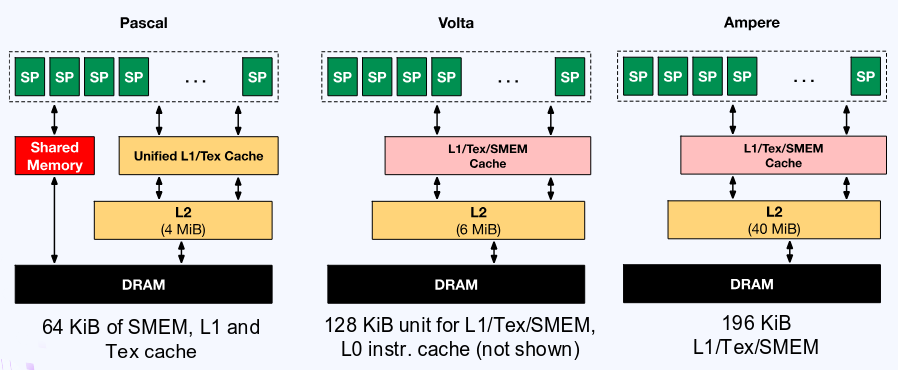 Pascal
SP SP SP SP ... SP
Shared
Memory
Unified L1/Tex Cache
L2
(4 MiB)
DRAM
64 KiB of SMEM, L1 and
Tex cache
Volta
SP SP SP SP ... SP
L1/Tex/SMEM
Cache
L2
(6 MiB)
DRAM
128 KiB unit for L1/Tex/SMEM,
L0 instr. cache (not shown)
Ampere
SP SP SP SP ... SP
L1/Tex/SMEM
Cache
L2
(40 MiB)
DRAM
196 KiB
L1/Tex/SMEM